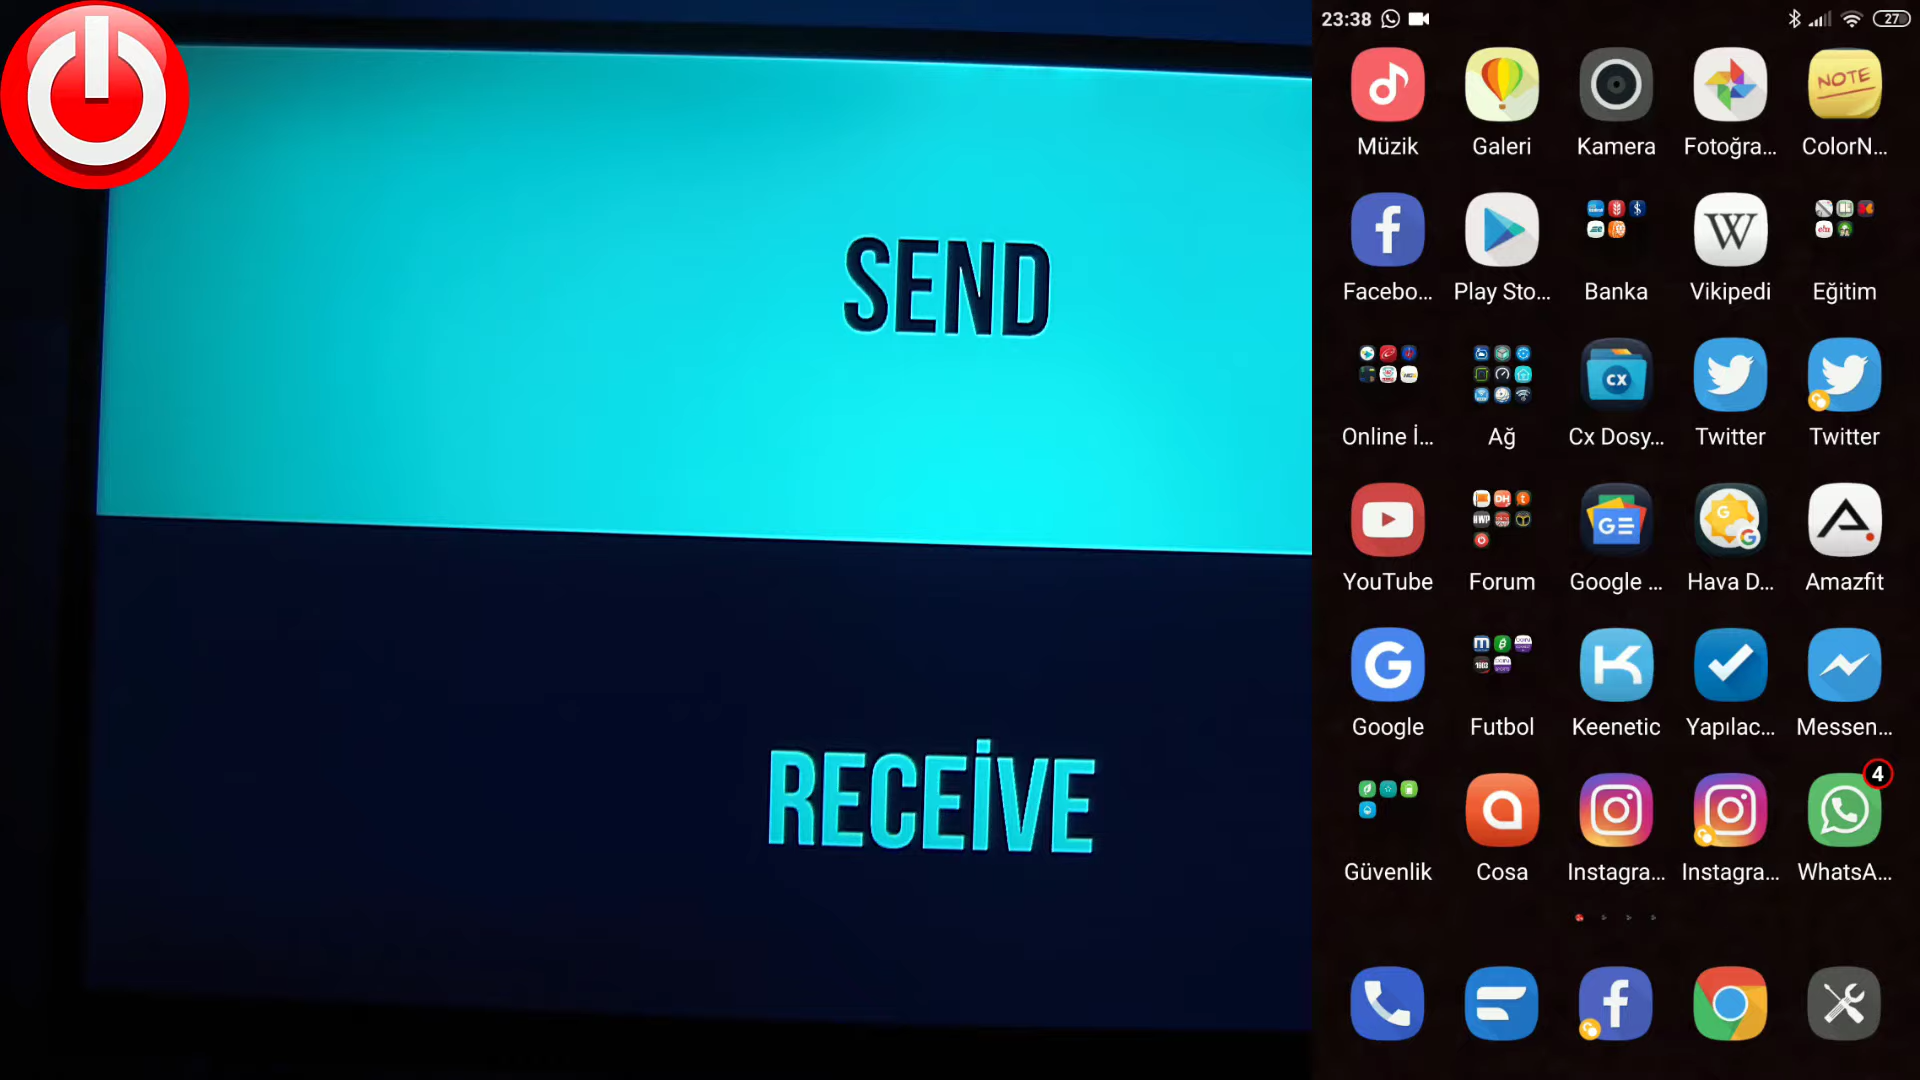 SEND
RECEİVE
23:38
27
Müzik Galeri Kamera Fotoğra... ColorN...
NOTE
Facebo... Play Sto... Banka Vikipedi Eğitim
W
Online İ... Ağ Cx Dosy... Twitter Twitter
CX
YouTube Forum Google ... Hava D... Amazfit
Google Futbol Keenetic Yapılac... Messen...
4
Güvenlik Cosa Instagra... Instagra... WhatsA...